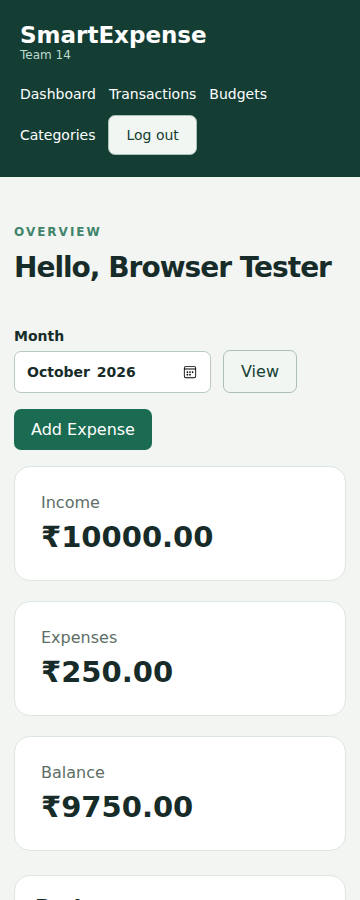 SmartExpense
Team 14
Dashboard Transactions Budgets
Categories Log out
OVERVIEW
Hello, Browser Tester
Month
October 2026 View
Add Expense
Income
₹10000.00
Expenses
₹250.00
Balance
₹9750.00